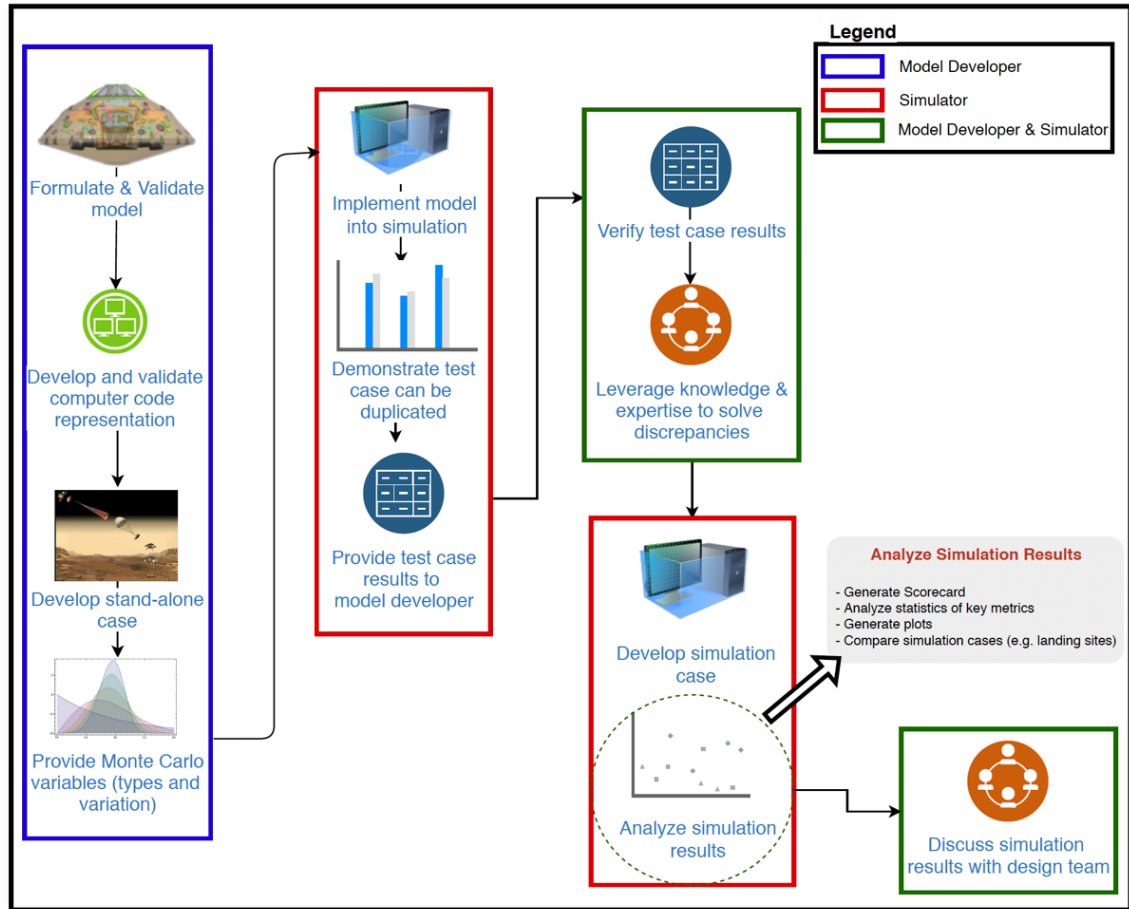 Legend
Model Developer
Simulator
Model Developer & Simulator
Formulate & Validate
model
Develop and validate
computer code
representation
Develop stand-alone
case
Provide Monte Carlo
variables (types and
variation)
Implement model
into simulation
Demonstrate test
case can be
duplicated
Provide test case
results to
model developer
Verify test case results
Leverage knowledge &
expertise to solve
discrepancies
Develop simulation
case
Analyze simulation
results
Analyze Simulation Results
- Generate Scorecard
- Analyze statistics of key metrics
- Generate plots
- Compare simulation cases (e.g. landing sites)
Discuss simulation
results with design team